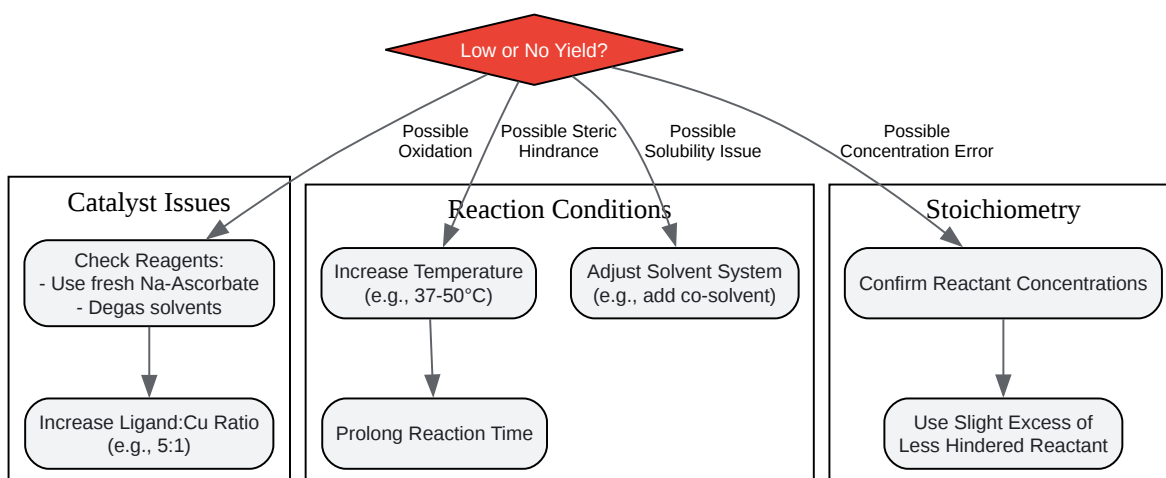 Low or No Yield?
Possible
Oxidation
Possible Steric
Hindrance
Possible
Solubility Issue
Possible
Concentration Error
Catalyst Issues
Check Reagents:
- Use fresh Na-Ascorbate
- Degas solvents
Increase Ligand:Cu Ratio
(e.g., 5:1)
Reaction Conditions
Increase Temperature
(e.g., 37-50°C)
Adjust Solvent System
(e.g., add co-solvent)
Prolong Reaction Time
Stoichiometry
Confirm Reactant Concentrations
Use Slight Excess of
Less Hindered Reactant